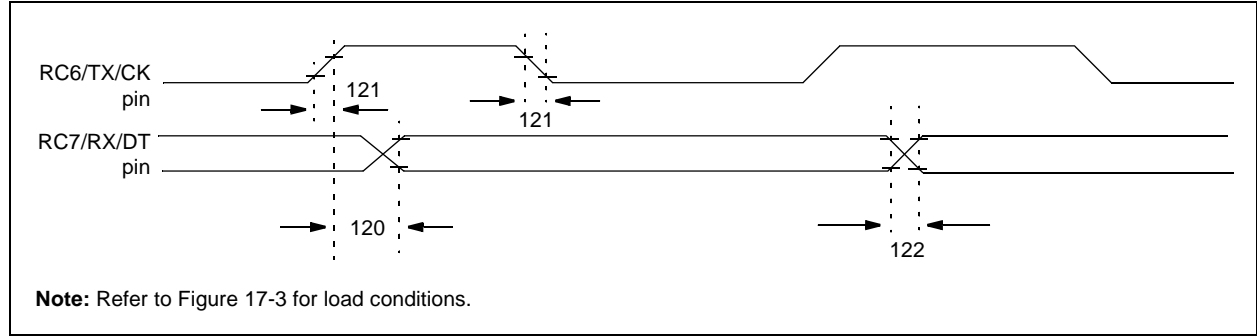 RC6/TX/CK
pin
121
121
RC7/RX/DT
pin
120
122
Note: Refer to Figure 17-3 for load conditions.